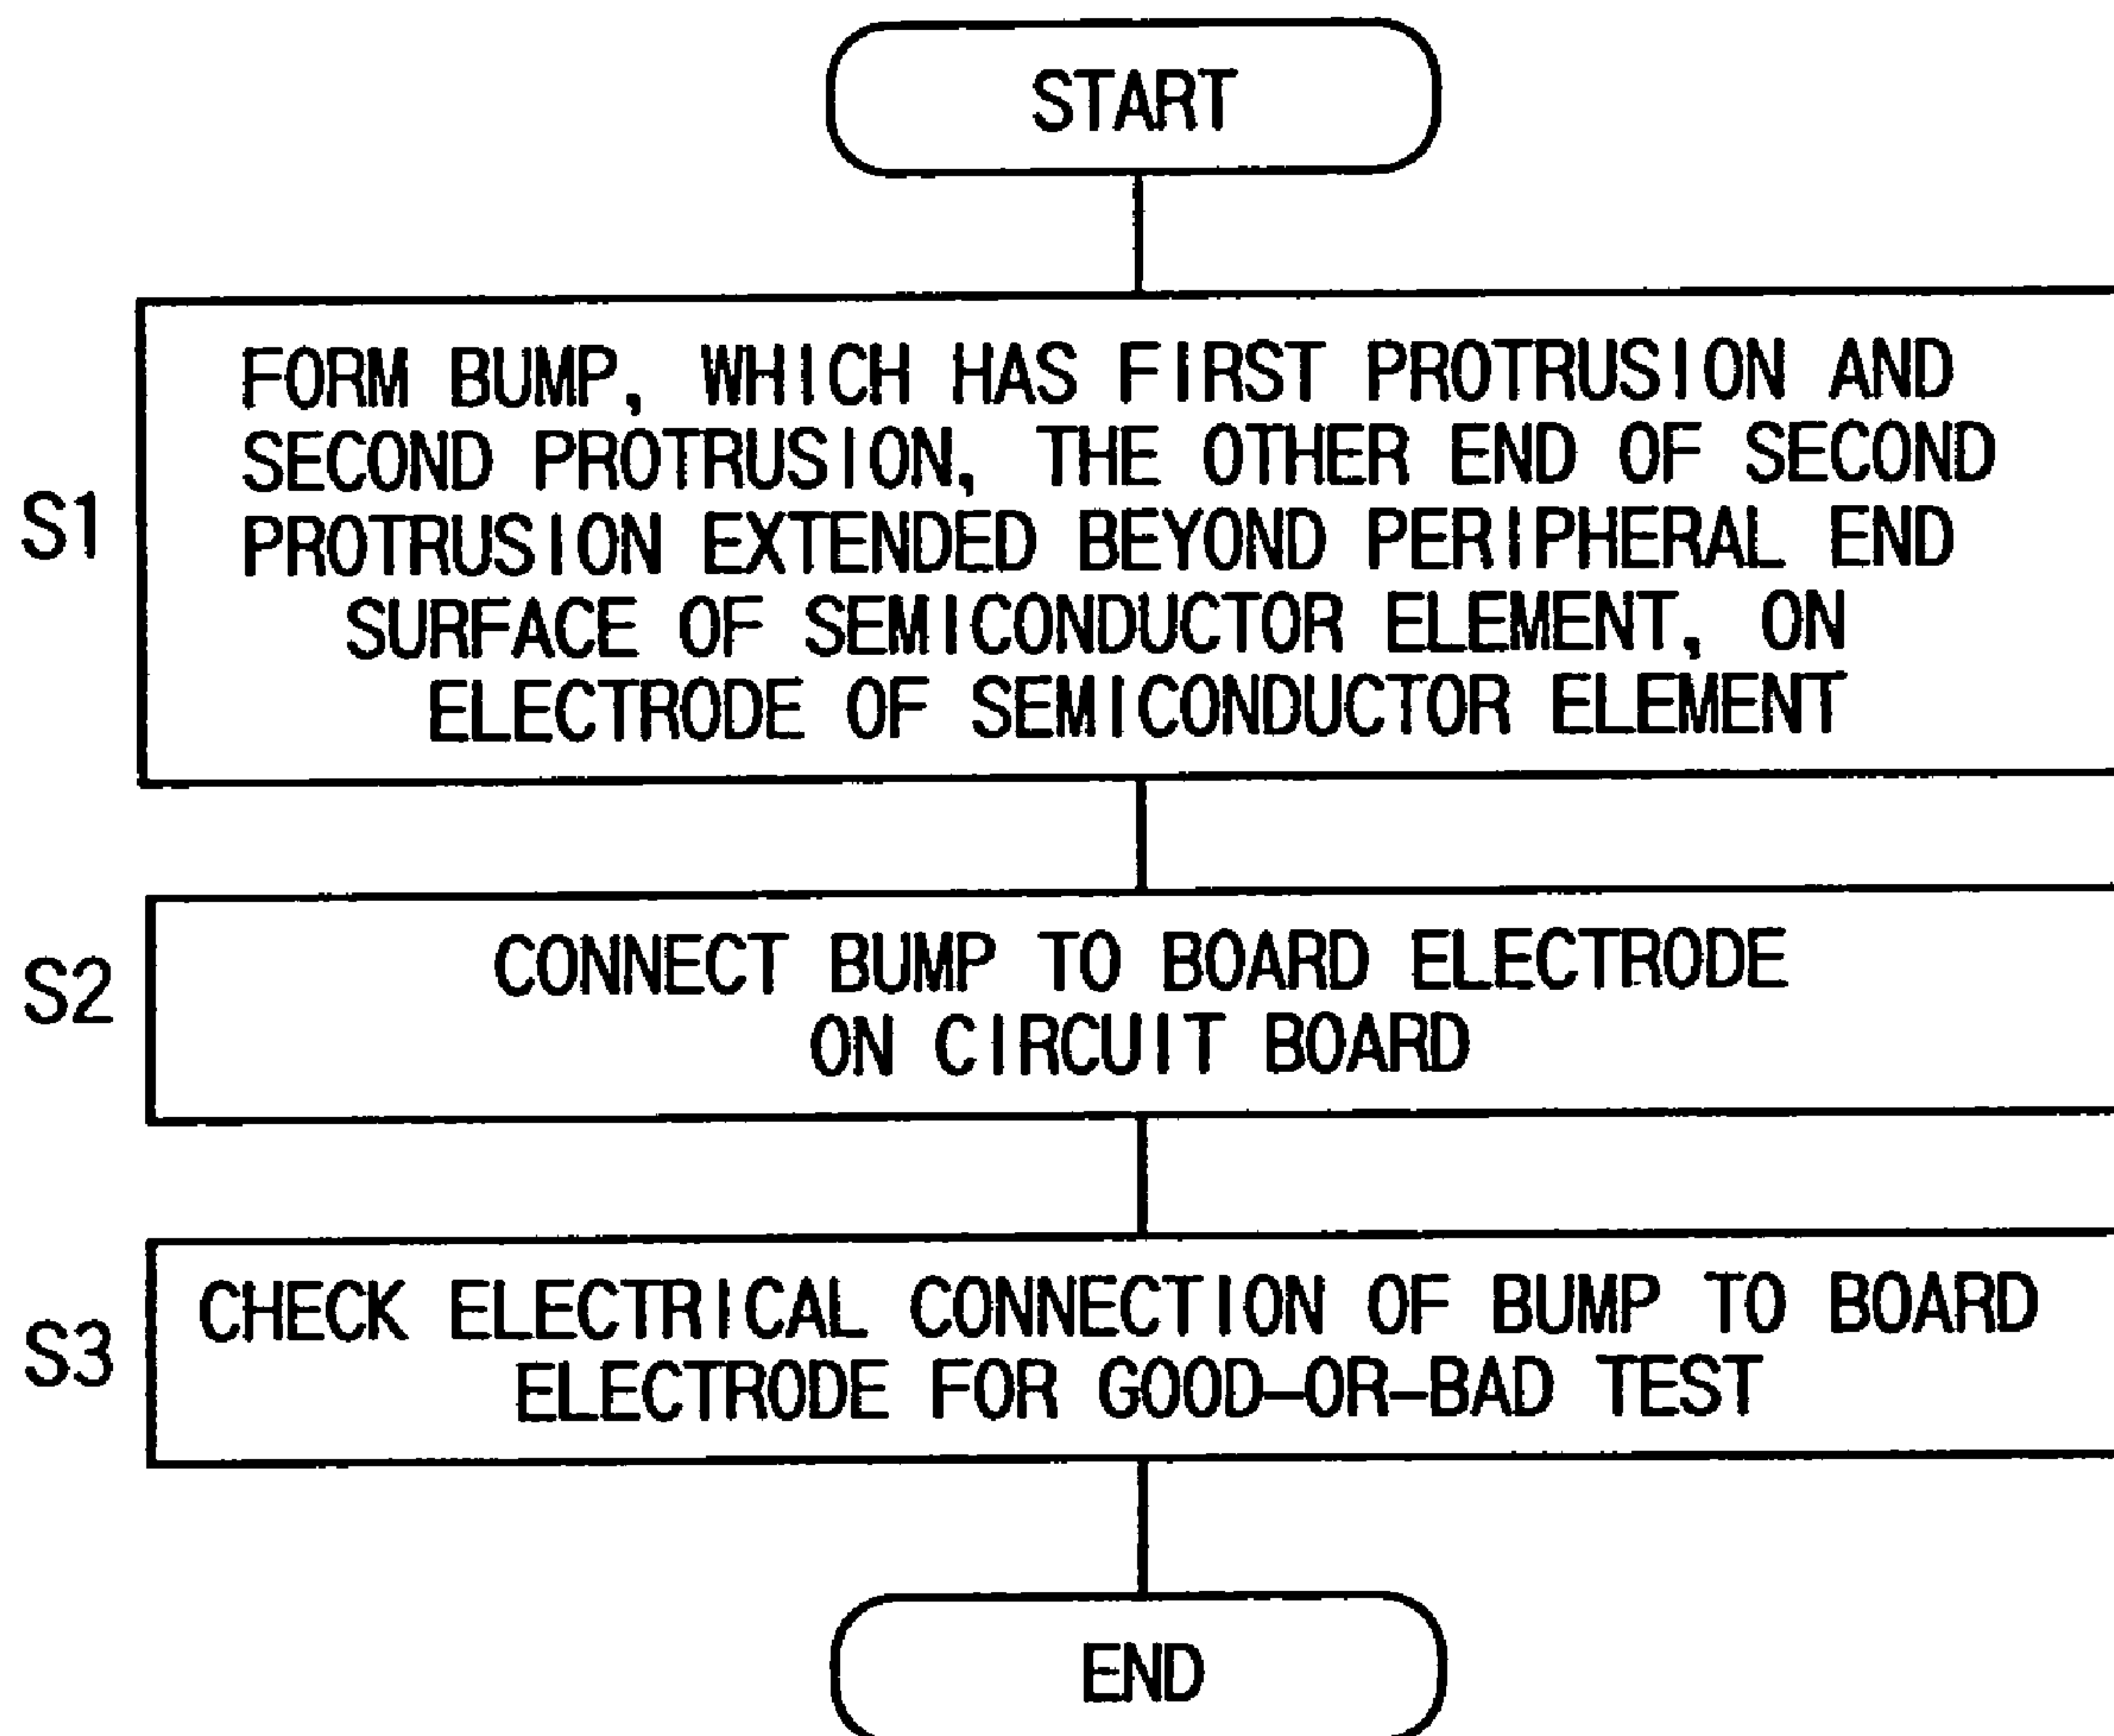 START
FORM BUMP, WHICH HAS FIRST PROTRUSION AND
SECOND PROTRUSION, THE OTHER END OF SECOND
S1
PROTRUSION EXTENDED BEYOND PERIPHERAL END
SURFACE OF SEMICONDUCTOR ELEMENT, ON
ELECTRODE OF SEMICONDUCTOR ELEMENT
S2
CONNECT BUMP TO BOARD ELECTRODE
ON CIRCUIT BOARD
S3
CHECK ELECTRICAL CONNECTION OF BUMP TO BOARD
ELECTRODE FOR GOOD-OR-BAD TEST
END